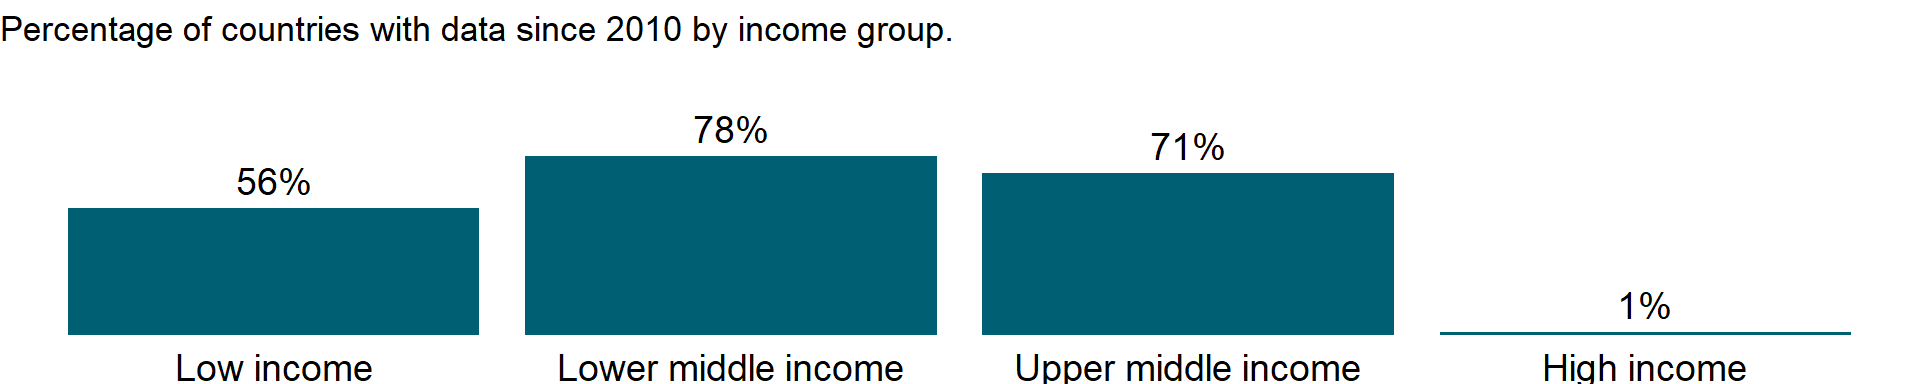 Percentage of countries with data since 2010 by income group.
78%
71%
56%
1%
Low income Lower middle income Upper middle income High income